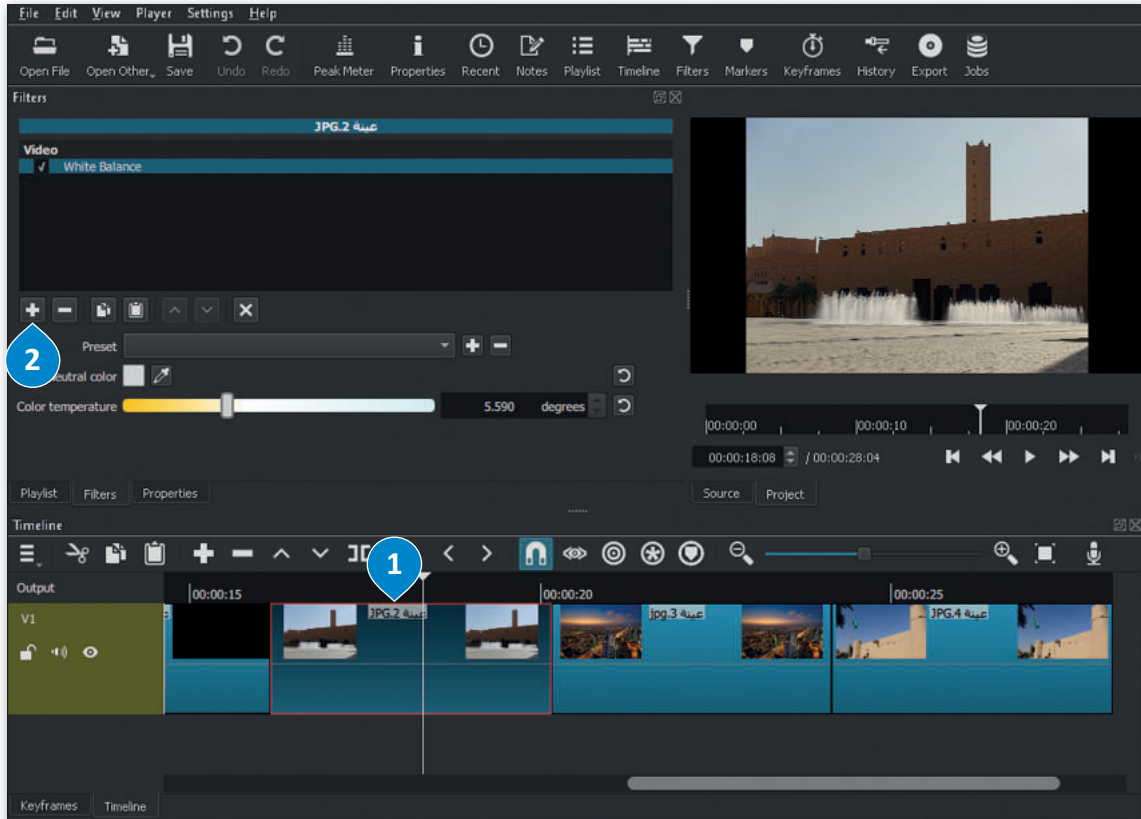 File Edit View Player Settings Help
Open File Open Other Save Undo Redo Peak Meter Properties Recent Notes Playlist Timeline Filters Markers Keyframes History Export Jobs
Filters
عينة 2.JPG
Video
White Balance
2
Preset
eutral color
Color temperature 5.590 degrees
00:00:00 00:00:10 00:00:20
00:00:18:08 / 00:00:28:04
Playlist Filters Properties
Source Project
Timeline
1
Output
00:00:15 00:00:20 00:00:25
V1
عينة 2.JPG
عينة 3.jpg
عينة 4.JPG
Keyframes Timeline